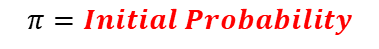 π = Initial Probability